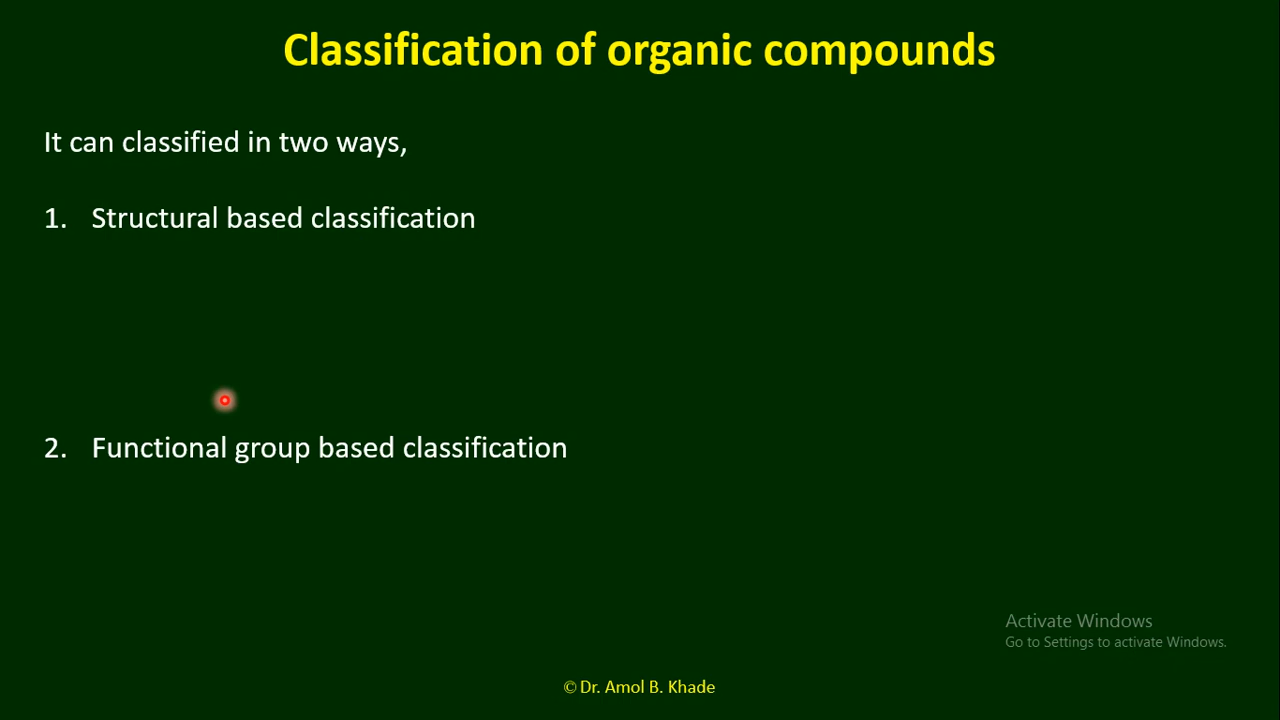 Classification of organic compounds
It can classified in two ways,
1. Structural based classification
2. Functional group based classification
Activate Windows
Go to Settings to activate Windows.
© Dr. Amol B. Khade